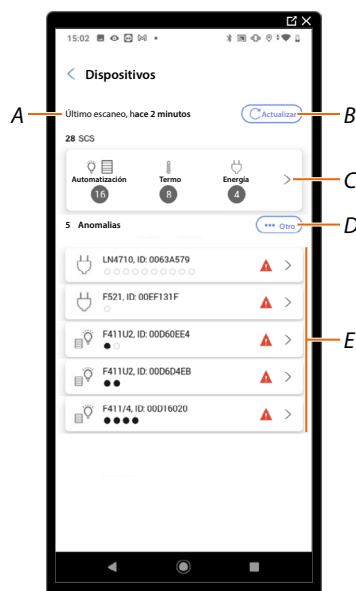 15:02
Dispositivos
A
Último escaneo, hace 2 minutos
Actualizar
B
28 SCS
Automatización
Termo
Energía
16
8
4
C
5 Anomalias
Otro
D
LN4710, ID: 0063A579
F521, ID: 00EF131F
F411U2, ID: 00D60EE4
E
F411U2, ID: 00D6D4EB
F411/4, ID: 00D16020